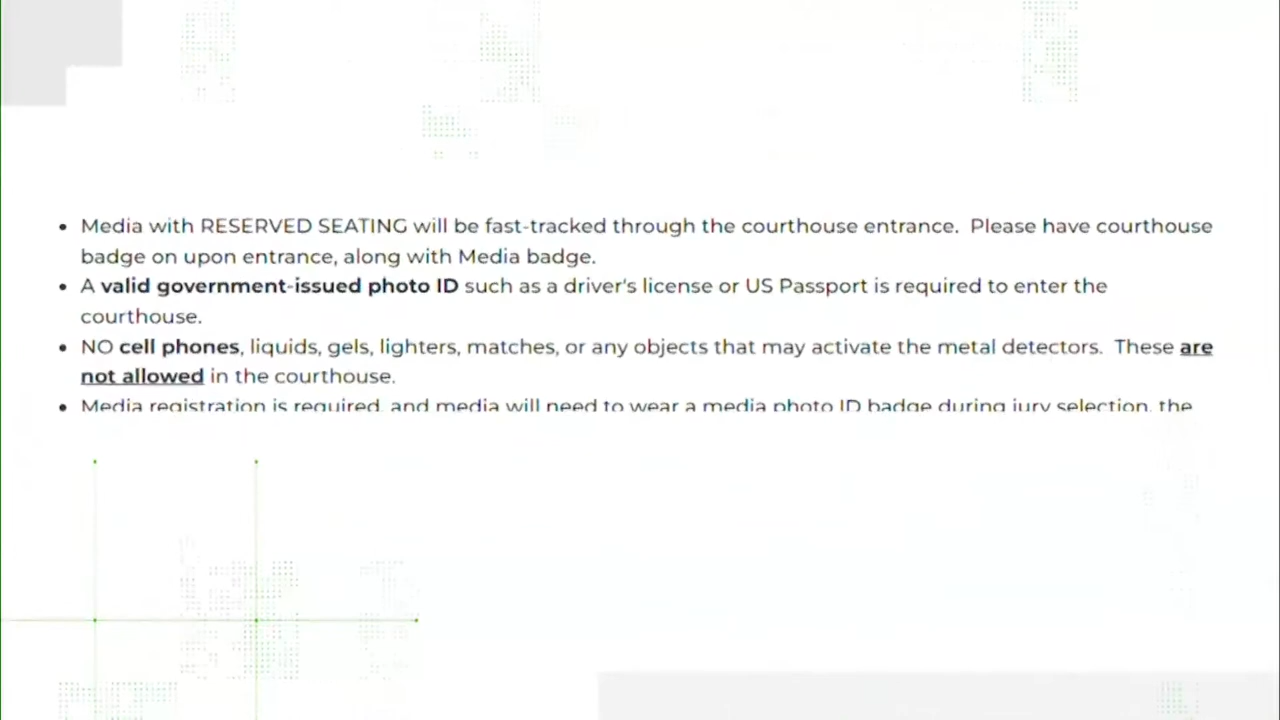 • Media with RESERVED SEATING will be fast-tracked through the courthouse entrance.  Please have courthouse
badge on upon entrance, along with Media badge.
• A valid government-issued photo ID such as a driver's license or US Passport is required to enter the
courthouse.
• NO cell phones, liquids, gels, lighters, matches, or any objects that may activate the metal detectors.  These are
not allowed in the courthouse.
• Media registration is required, and media will need to wear a media photo ID badge during jury selection, the